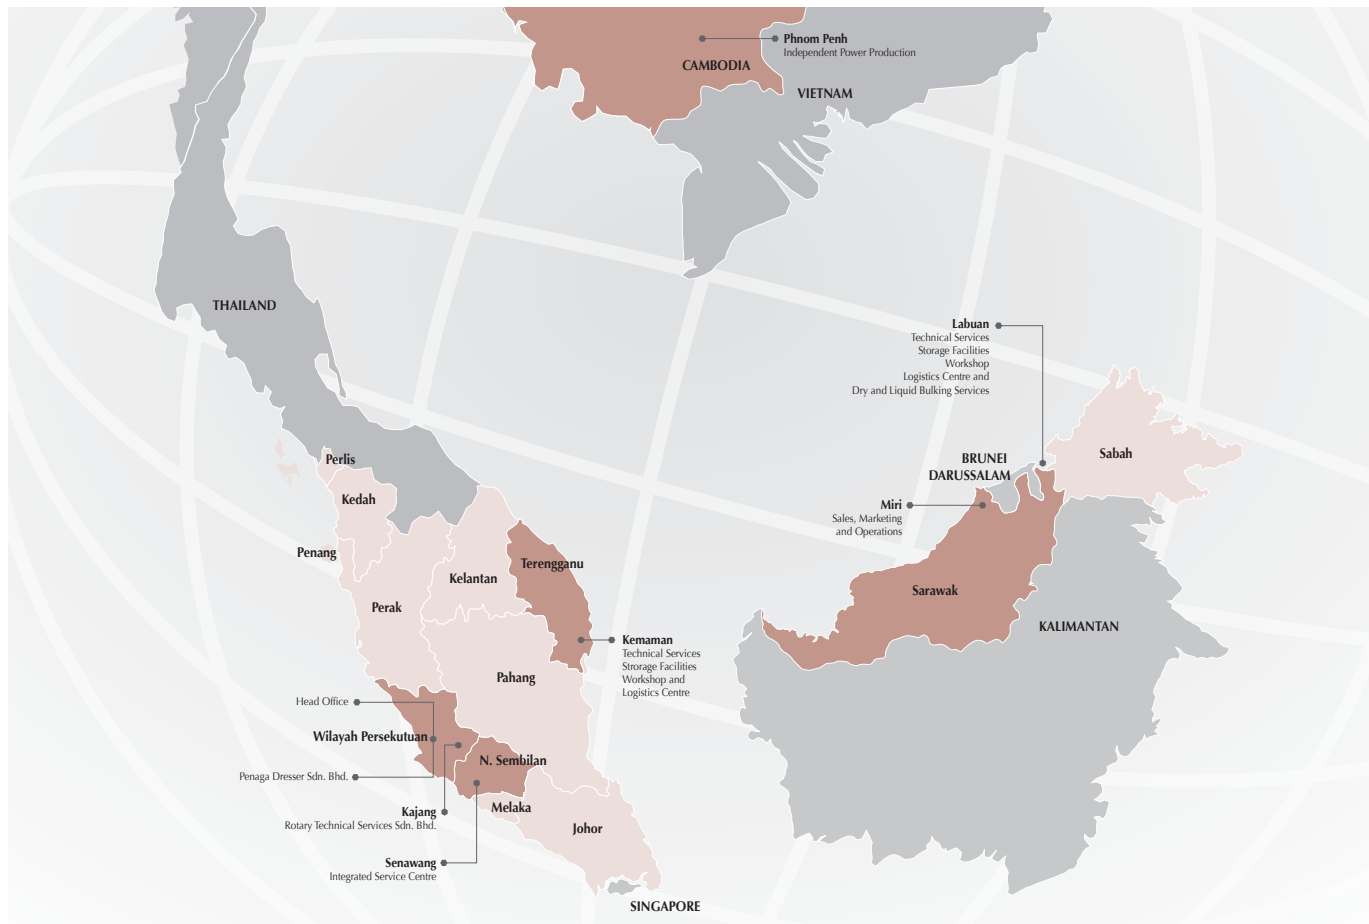 Phnom Penh
Independent Power Production
CAMBODIA
VIETNAM
THAILAND
Labuan
Technical Services
Storage Facilities
Workshop
Logistics Centre and
Dry and Liquid Bulking Services
Sabah
BRUNEI
DARUSSALAM
Miri
Sales, Marketing
and Operations
Sarawak
KALIMANTAN
Perlis
Kedah
Penang
Terengganu
Kelantan
Perak
Kemaman
Technical Services
Strorage Facilities
Workshop and
Logistics Centre
Pahang
Head Office
Wilayah Persekutuan
N. Sembilan
Penaga Dresser Sdn. Bhd.
Kajang
Rotary Technical Services Sdn. Bhd.
Melaka
Johor
Senawang
Integrated Service Centre
SINGAPORE